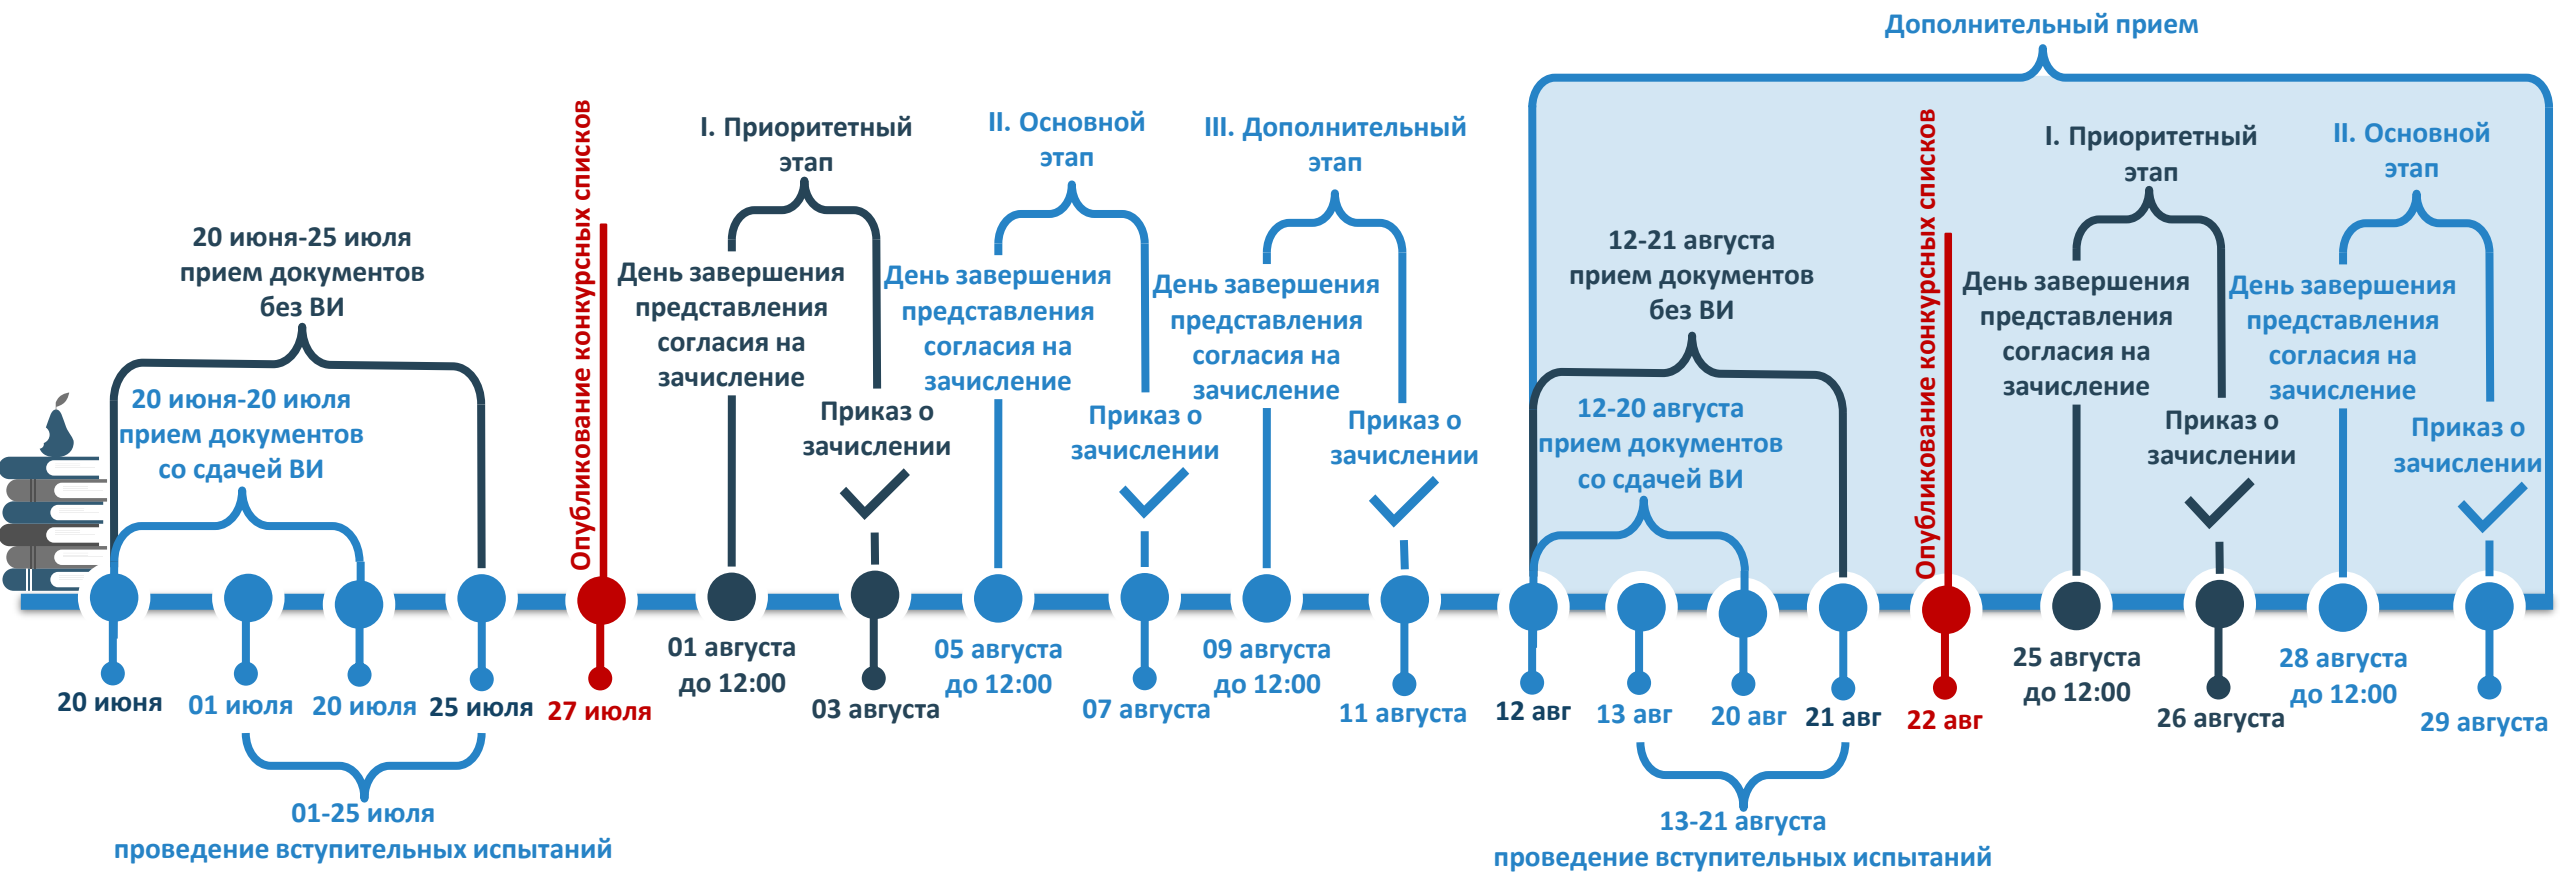 Дополнительный прием
20 июня-25 июля
прием документов
без ВИ
20 июня-20 июля
прием документов
со сдачей ВИ
Опубликование конкурсных списков
I. Приоритетный
этап
День завершения
представления
согласия на
зачисление
Приказ о
зачислении
II. Основной
этап
День завершения
представления
согласия на
зачисление
Приказ о
зачислении
III. Дополнительный
этап
День завершения
представления
согласия на
зачисление
Приказ о
зачислении
12-21 августа
прием документов
без ВИ
12-20 августа
прием документов
со сдачей ВИ
Опубликование конкурсных списков
I. Приоритетный
этап
День завершения
представления
согласия на
зачисление
Приказ о
зачислении
II. Основной
этап
День завершения
представления
согласия на
зачисление
Приказ о
зачислении
20 июня
01 июля
20 июля
25 июля
27 июля
01 августа
до 12:00
03 августа
05 августа
до 12:00
07 августа
09 августа
до 12:00
11 августа
12 авг
13 авг
20 авг
21 авг
22 авг
25 августа
до 12:00
26 августа
28 августа
до 12:00
29 августа
01-25 июля
проведение вступительных испытаний
13-21 августа
проведение вступительных испытаний